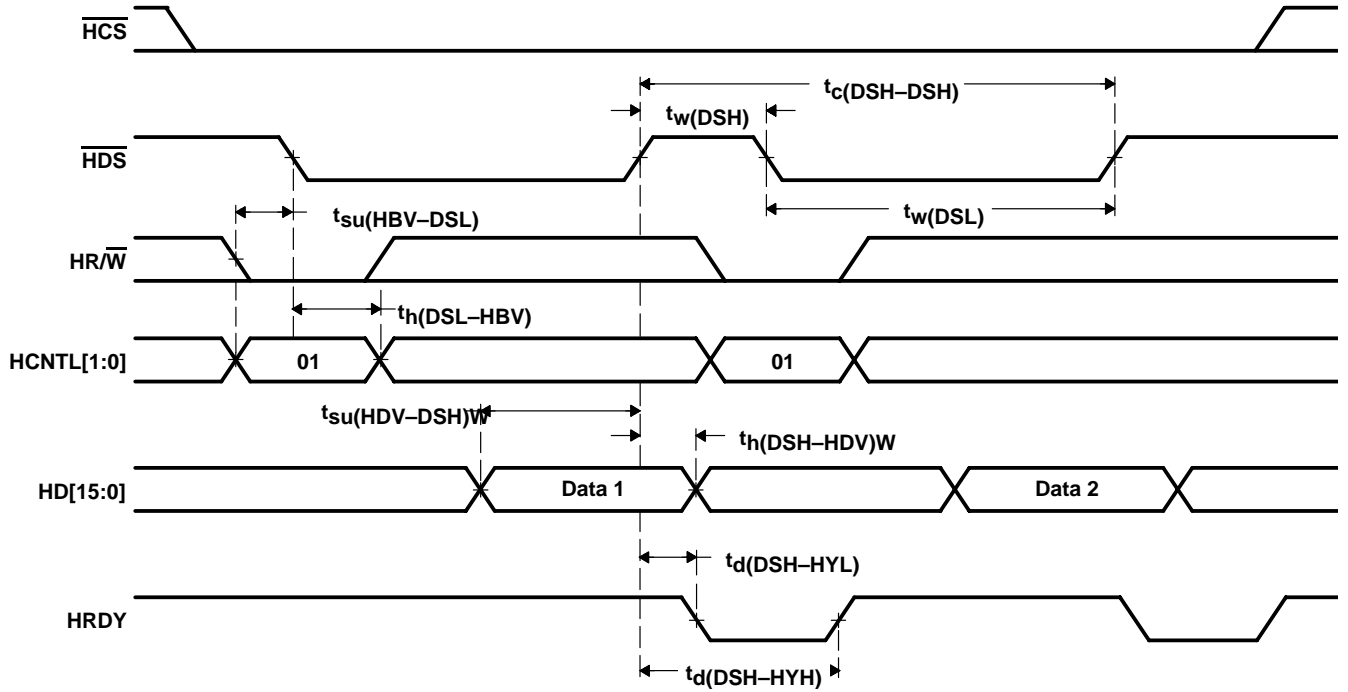 HCS
tc(DSH–DSH)
tw(DSH)
HDS
tsu(HBV–DSL)
tw(DSL)
HR/W
th(DSL–HBV)
HCNTL[1:0]
01
01
tsu(HDV–DSH)W
th(DSH–HDV)W
HD[15:0]
Data 1
Data 2
td(DSH–HYL)
HRDY
td(DSH–HYH)